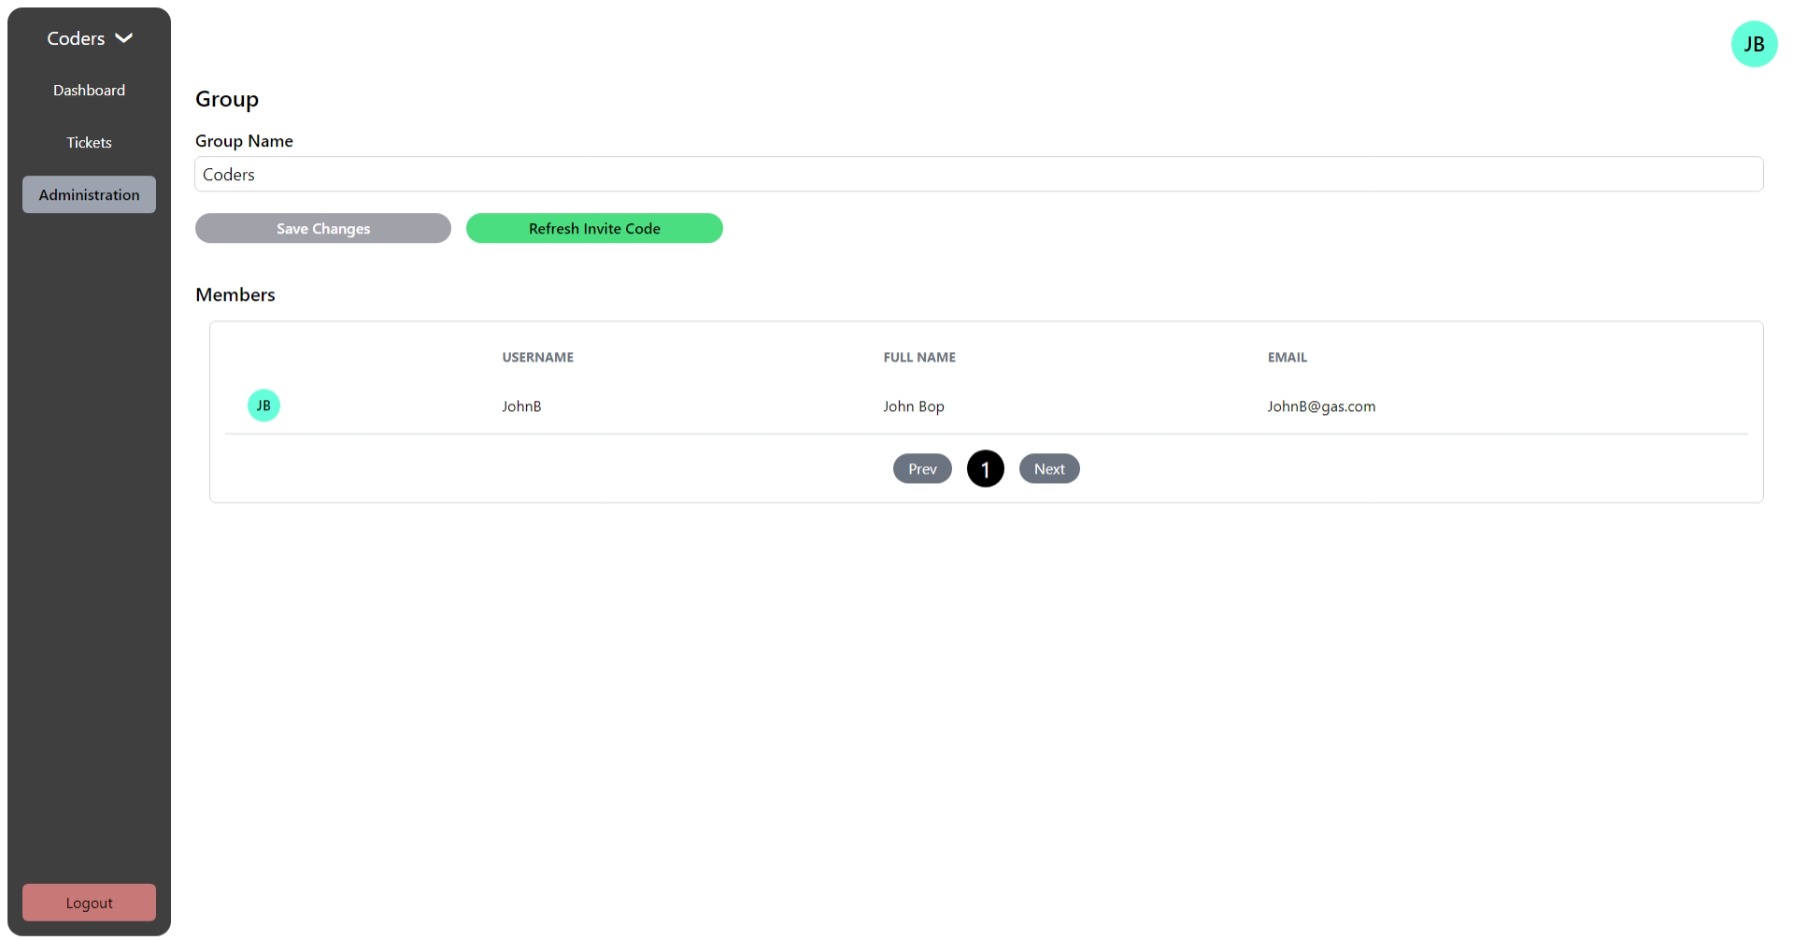 Coders
Dashboard
Tickets
Administration
Logout
JB
Group
Group Name
Coders
Save Changes Refresh Invite Code
Members
USERNAME FULL NAME EMAIL
JB JohnB John Bop JohnB@gas.com
Prev 1 Next